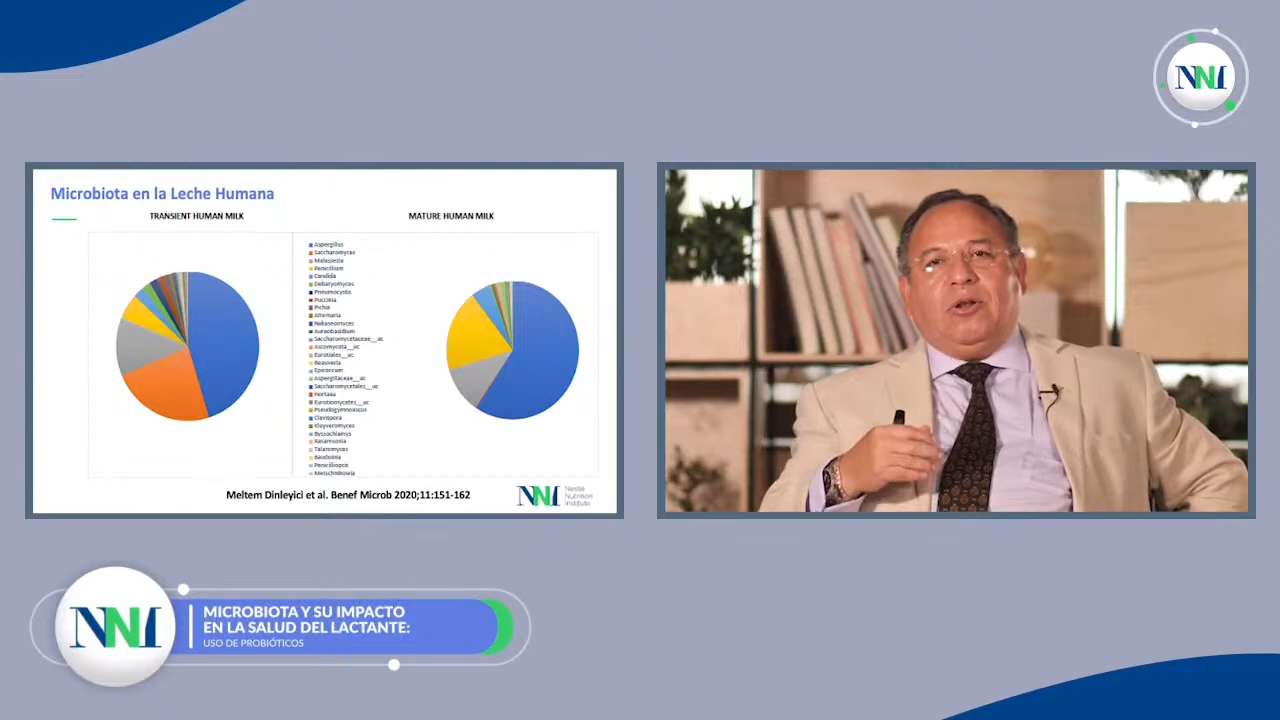 NNI
Microbiota en la Leche Humana
TRANSIENT HUMAN MILK
MATURE HUMAN MILK
Aspergillus
Saccharomyces
Malassezia
Penicillium
Candida
Debaryomyces
Pneumocystis
Puccinia
Pichia
Alternaria
Nakaseomyces
Aureobasidium
Saccharomycetaceae_uc
Ascomycota_uc
Eurotiales_uc
Beauveria
Epicoccum
Aspergillaceae_uc
Saccharomycetales_uc
Hortaea
Eurotiomycetes_uc
Pseudogymnoascus
Clavispora
Kluyveromyces
Byssochlamys
Rasamsonia
Talaromyces
Baudoinia
Penicilliopsis
Metschnikowia
Meltem Dinleyici et al. Benef Microb 2020;11:151-162
NNI
Nestlé
Nutrition
Institute
NNI
MICROBIOTA Y SU IMPACTO
EN LA SALUD DEL LACTANTE:
USO DE PROBIÓTICOS